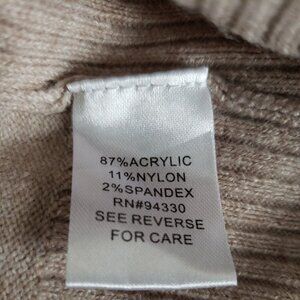 87%ACRYLIC
11%NYLON
2%SPANDEX
RN#94330
SEE REVERSE
FOR CARE